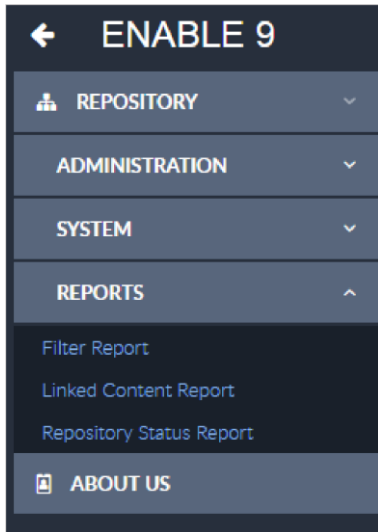 ENABLE 9
REPOSITORY
ADMINISTRATION
SYSTEM
REPORTS
Filter Report
Linked Content Report
Repository Status Report
ABOUT US